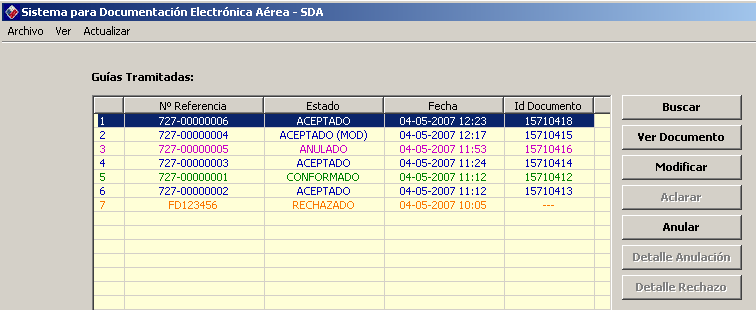 Sistema para Documentación Electrónica Aérea - SDA
Archivo Ver Actualizar
Guías Tramitadas:
Nº Referencia Estado Fecha Id Documento
1 727-00000006 ACEPTADO 04-05-2007 12:23 15710418
2 727-00000004 ACEPTADO (MOD) 04-05-2007 12:17 15710415
3 727-00000005 ANULADO 04-05-2007 11:53 15710416
4 727-00000003 ACEPTADO 04-05-2007 11:24 15710414
5 727-00000001 CONFORMADO 04-05-2007 11:12 15710412
6 727-00000002 ACEPTADO 04-05-2007 11:12 15710413
7 FD123456 RECHAZADO 04-05-2007 10:05 ---
Buscar
Ver Documento
Modificar
Aclarar
Anular
Detalle Anulación
Detalle Rechazo